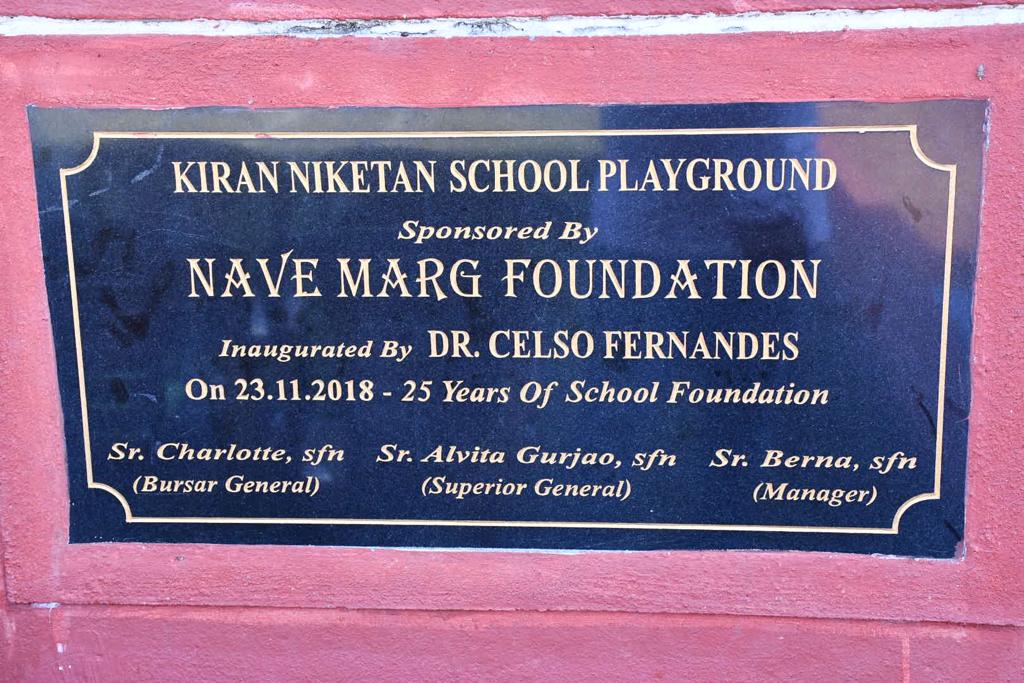 KIRAN NIKETAN SCHOOL PLAYGROUND
Sponsored By
NAVE MARG FOUNDATION
Inaugurated By DR. CELSO FERNANDES
On 23.11.2018 - 25 Years Of School Foundation
Sr. Charlotte, sfn Sr. Alvita Gurjao, sfn Sr. Berna, sfn
(Bursar General) (Superior General) (Manager)